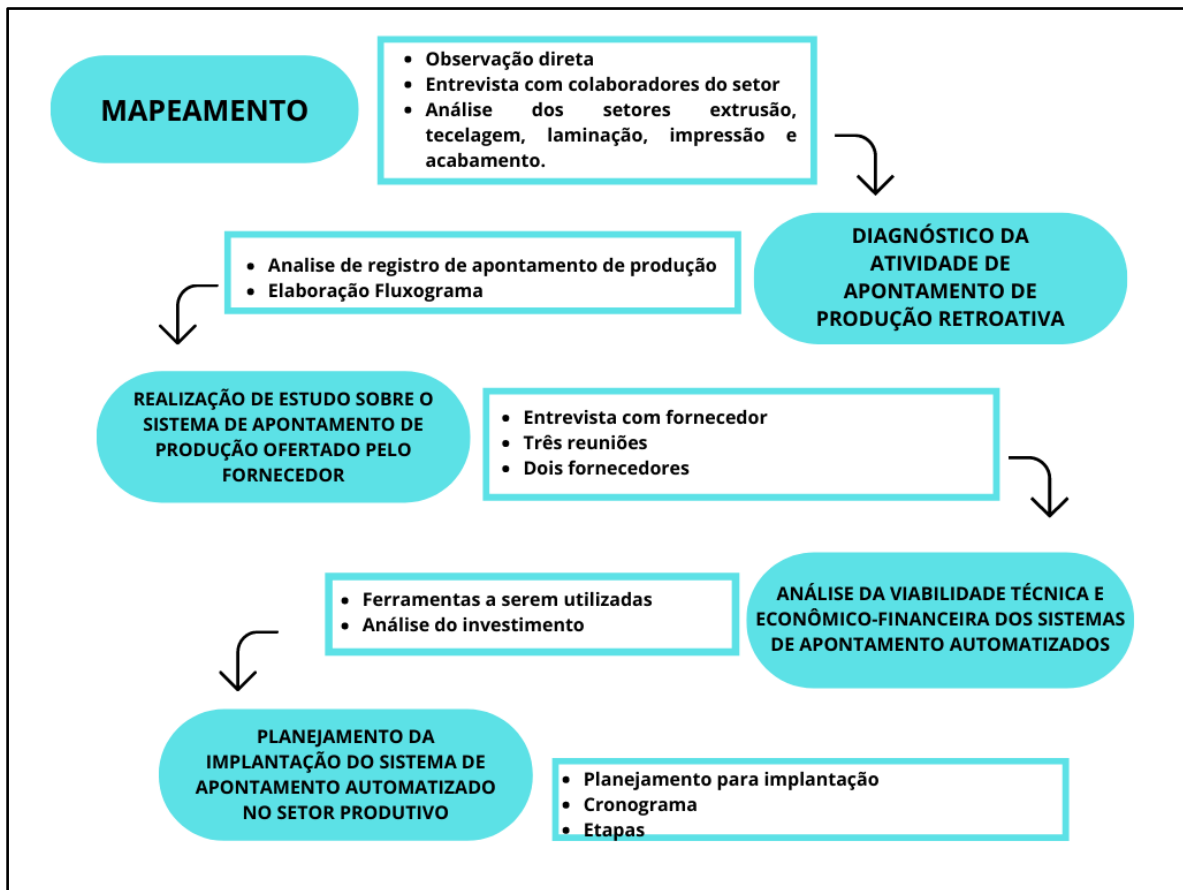 MAPEAMENTO
• Observação direta
• Entrevista com colaboradores do setor
• Análise dos setores extrusão,
tecelagem, laminação, impressão e
acabamento.
DIAGNÓSTICO DA
ATIVIDADE DE
APONTAMENTO DE
PRODUÇÃO RETROATIVA
• Analise de registro de apontamento de produção
• Elaboração Fluxograma
REALIZAÇÃO DE ESTUDO SOBRE O
SISTEMA DE APONTAMENTO DE
PRODUÇÃO OFERTADO PELO
FORNECEDOR
• Entrevista com fornecedor
• Três reuniões
• Dois fornecedores
ANÁLISE DA VIABILIDADE TÉCNICA E
ECONÔMICO-FINANCEIRA DOS SISTEMAS
DE APONTAMENTO AUTOMATIZADOS
• Ferramentas a serem utilizadas
• Análise do investimento
PLANEJAMENTO DA
IMPLANTAÇÃO DO SISTEMA DE
APONTAMENTO AUTOMATIZADO
NO SETOR PRODUTIVO
• Planejamento para implantação
• Cronograma
• Etapas